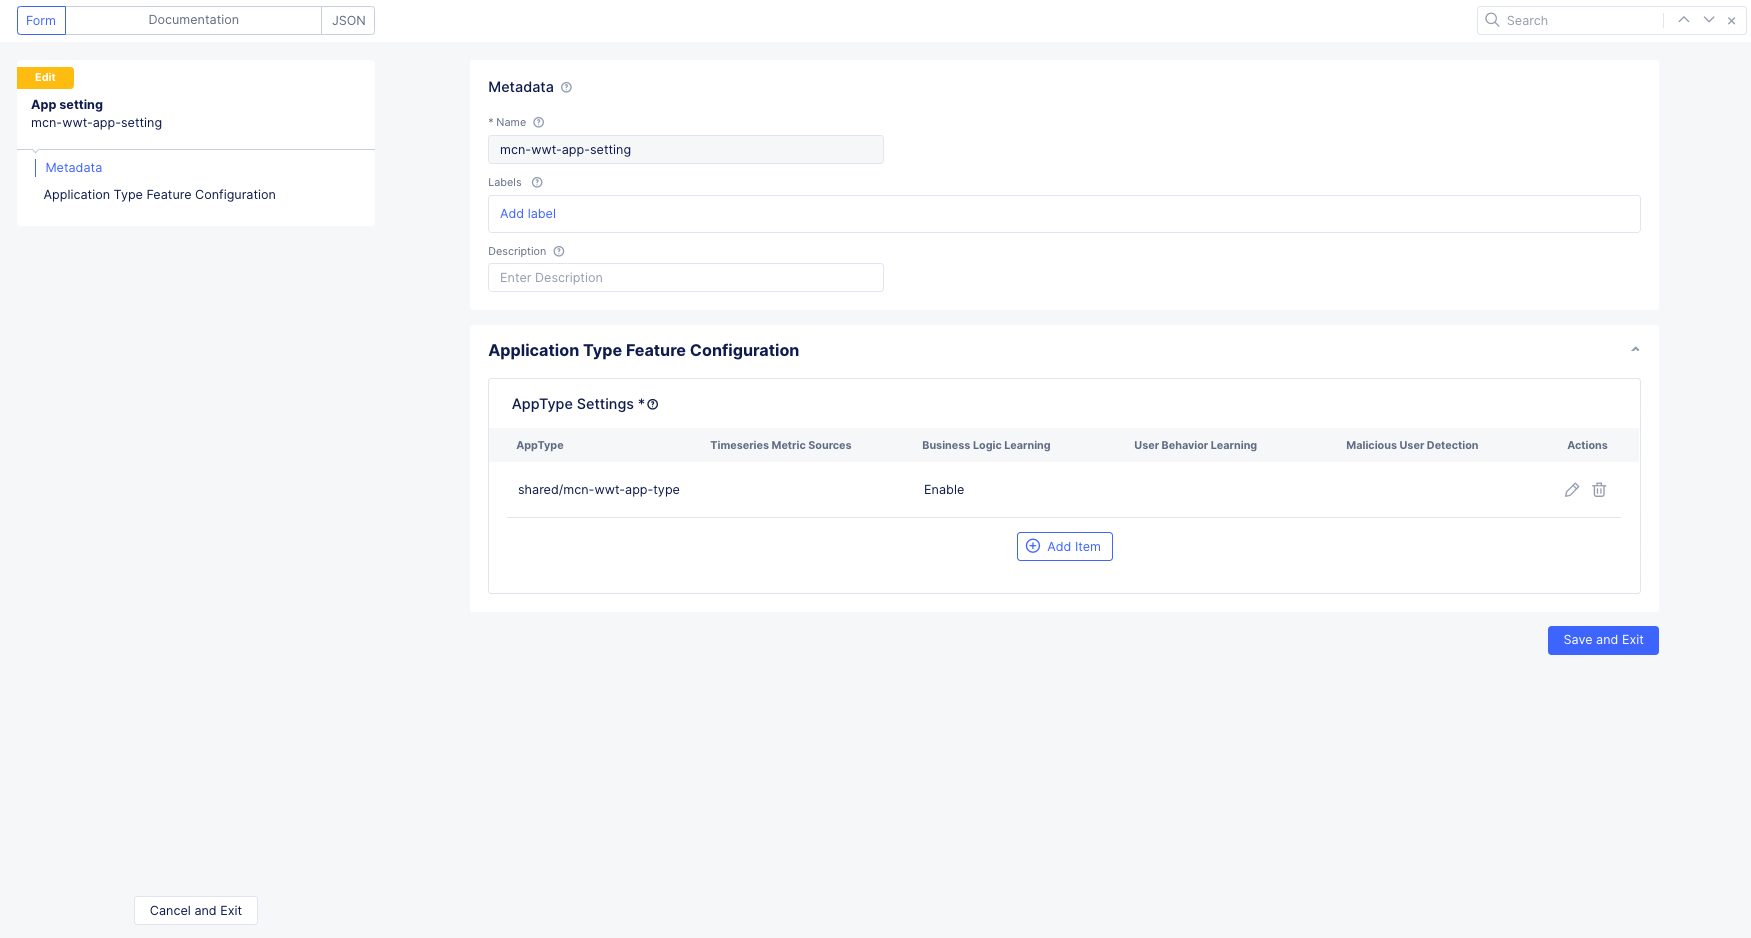 Form
Documentation
JSON
Search
Edit
App setting
mcn-wwt-app-setting
Metadata
Application Type Feature Configuration
Metadata
* Name
mcn-wwt-app-setting
Labels
Add label
Description
Enter Description
Application Type Feature Configuration
AppType Settings *
AppType Timeseries Metric Sources Business Logic Learning User Behavior Learning Malicious User Detection Actions
shared/mcn-wwt-app-type Enable
Add Item
Save and Exit
Cancel and Exit